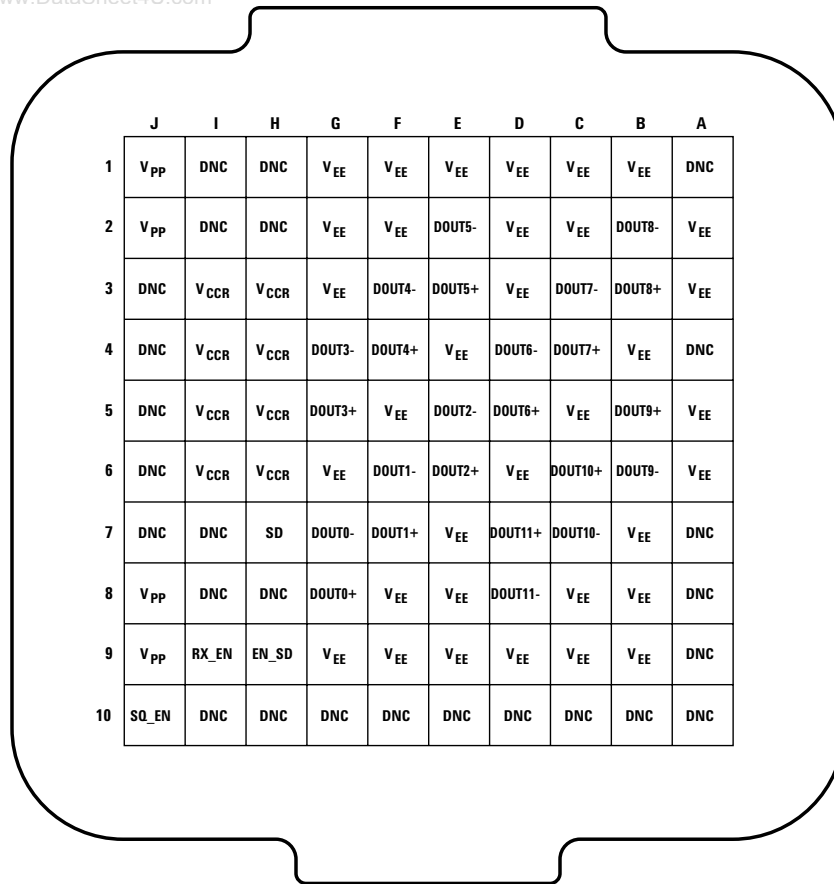 www.DataSheet4U.com
J I H G F E D C B A
1 VPP DNC DNC VEE VEE VEE VEE VEE VEE DNC
2 VPP DNC DNC VEE VEE DOUT5- VEE VEE DOUT8- VEE
3 DNC VCCR VCCR VEE DOUT4- DOUT5+ VEE DOUT7- DOUT8+ VEE
4 DNC VCCR VCCR DOUT3- DOUT4+ VEE DOUT6- DOUT7+ VEE DNC
5 DNC VCCR VCCR DOUT3+ VEE DOUT2- DOUT6+ VEE DOUT9+ VEE
6 DNC VCCR VCCR VEE DOUT1- DOUT2+ VEE DOUT10+ DOUT9- VEE
7 DNC DNC SD DOUT0- DOUT1+ VEE DOUT11+ DOUT10- VEE DNC
8 VPP DNC DNC DOUT0+ VEE VEE DOUT11- VEE VEE DNC
9 VPP RX_EN EN_SD VEE VEE VEE VEE VEE VEE DNC
10 SQ_EN DNC DNC DNC DNC DNC DNC DNC DNC DNC